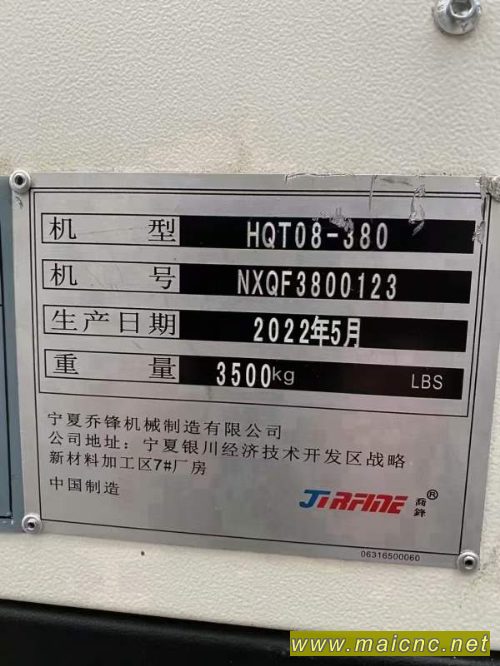 机 型 HQT08-380
机 号 NXQF3800123
生产日期 2022年5月
重 量 3500kg LBS
宁夏乔锋机械制造有限公司
公司地址：宁夏银川经济技术开发区战略
新材料加工区7#厂房
中国制造
JIRFINE®
06316500060
www.maicnc.net